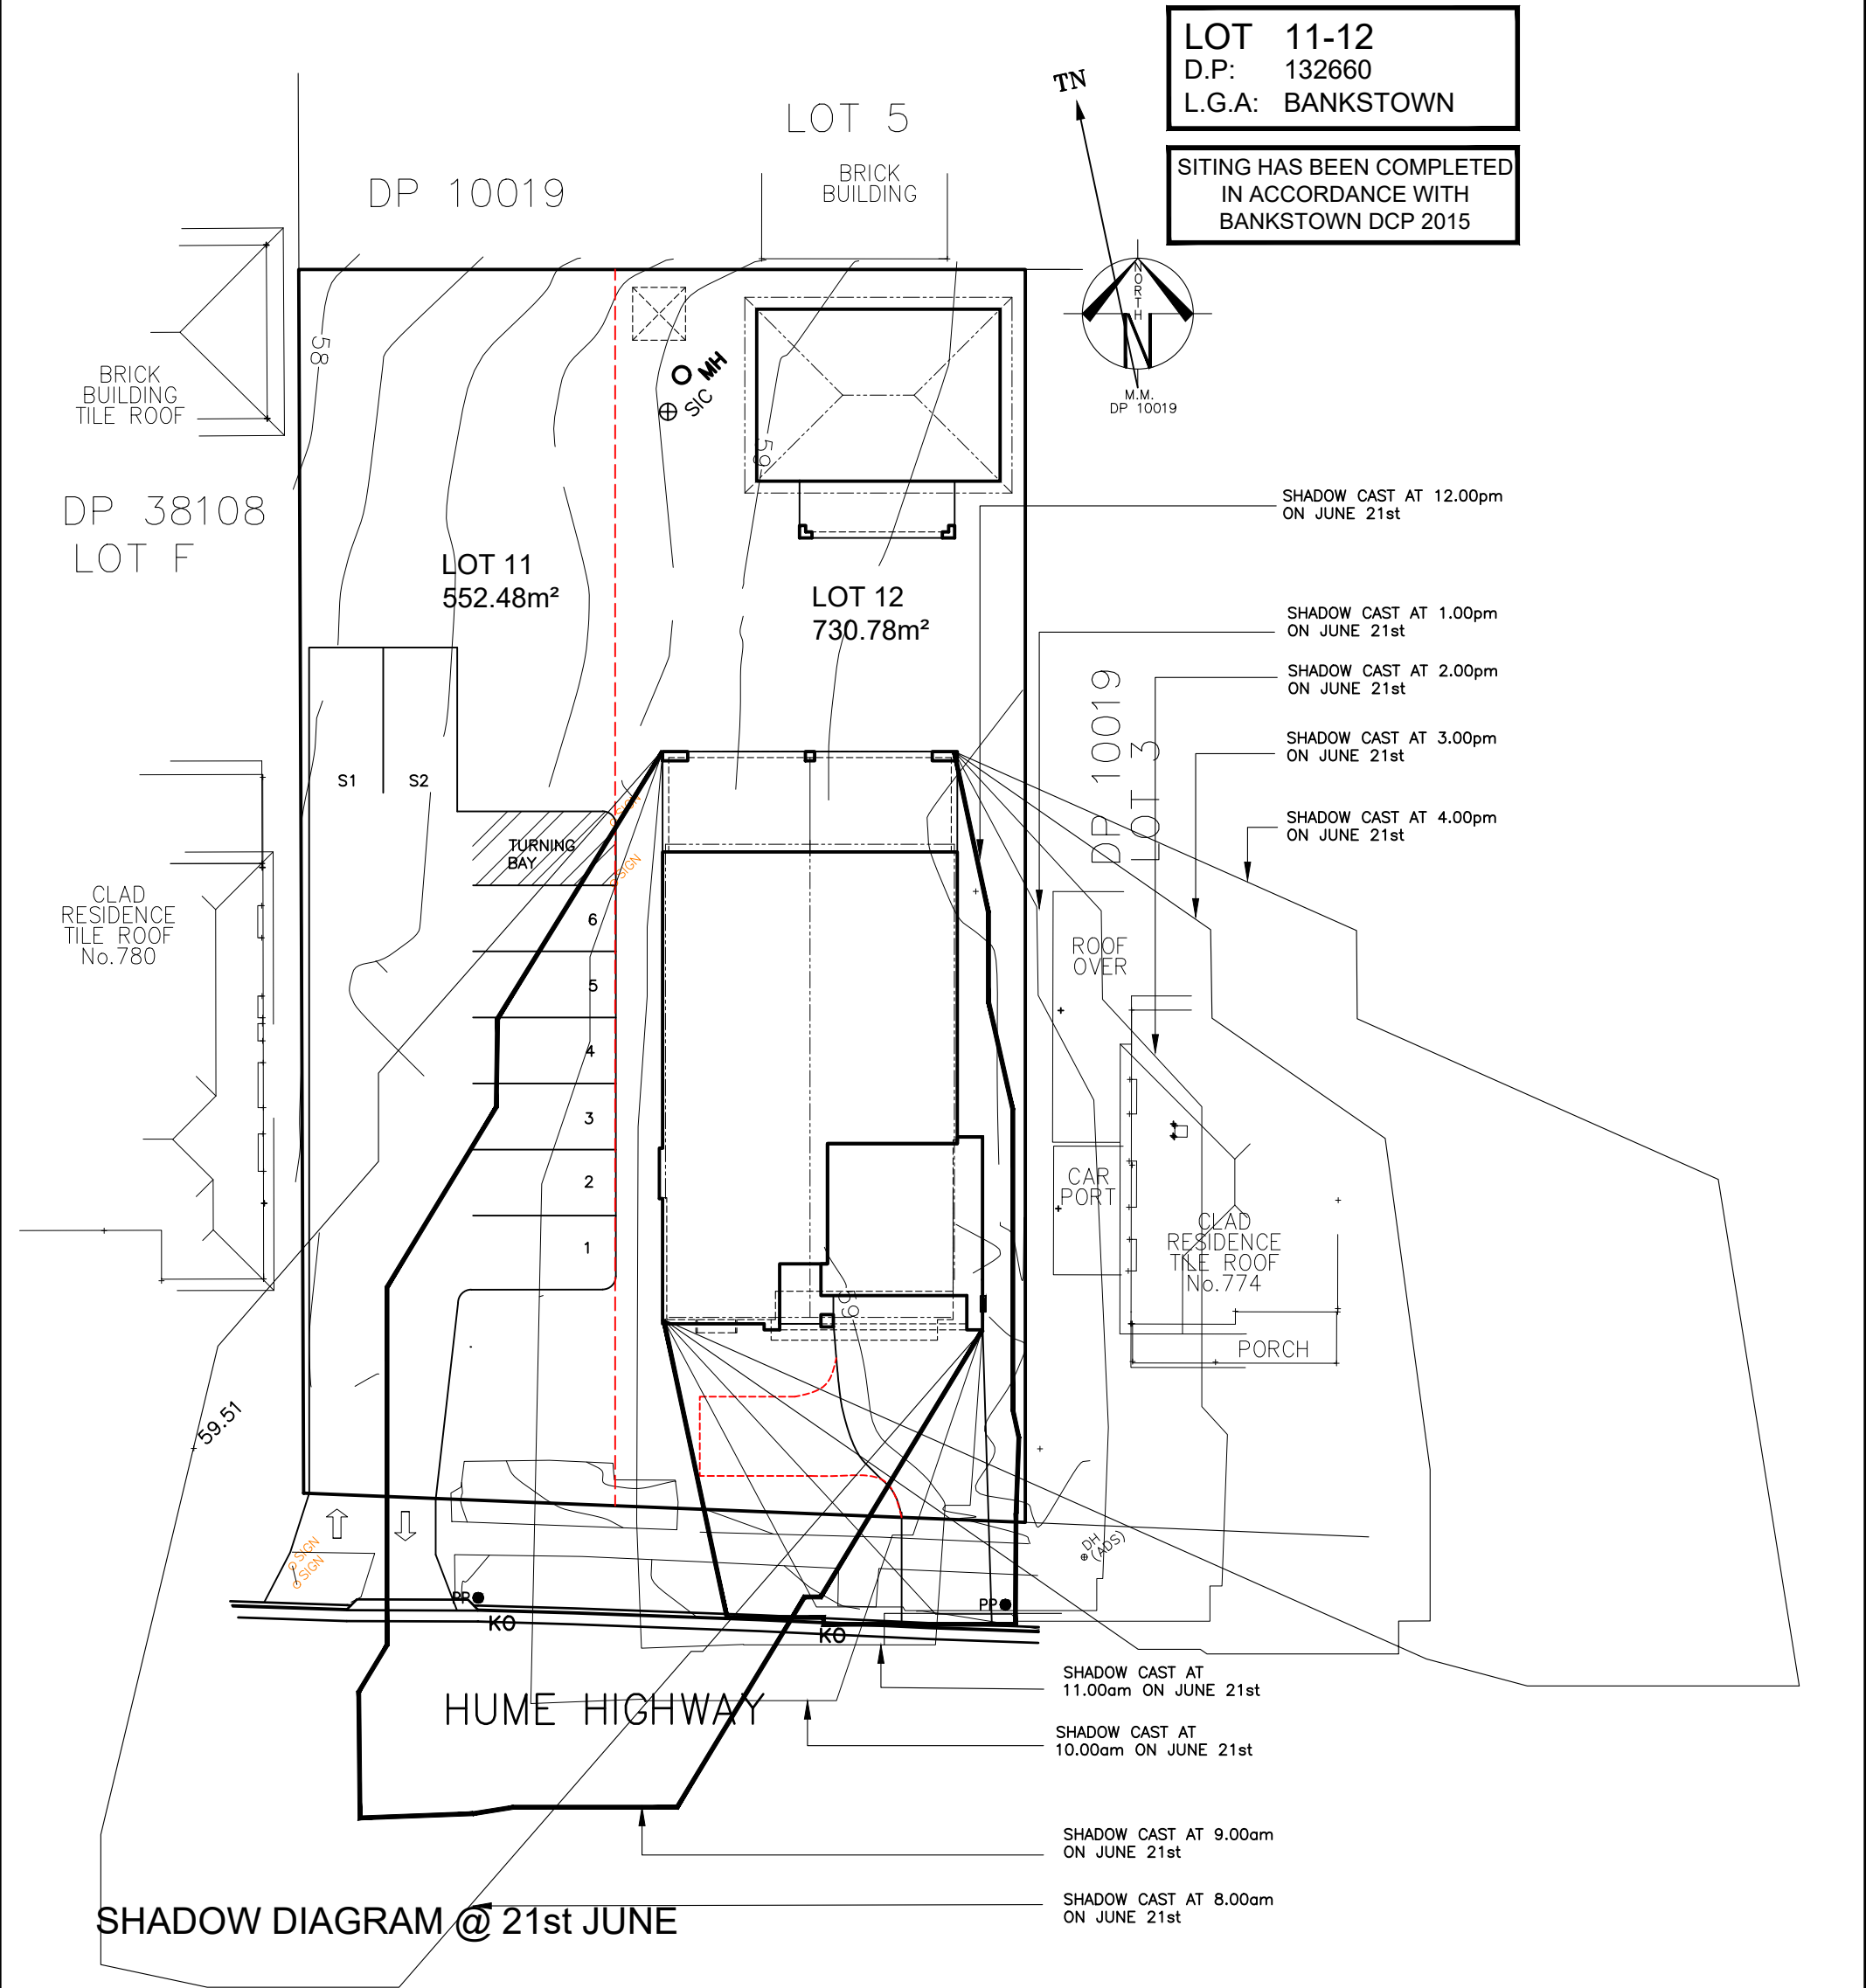 LOT 11-12
D.P: 132660
L.G.A: BANKSTOWN
SITING HAS BEEN COMPLETED
IN ACCORDANCE WITH
BANKSTOWN DCP 2015
TN
NORTH
N
M.M.
DP 10019
LOT 5
DP 10019
BRICK
BUILDING
BRICK
BUILDING
TILE ROOF
58
MH
SIC
59
DP 38108
LOT F
LOT 11
552.48m²
LOT 12
730.78m²
SHADOW CAST AT 12.00pm
ON JUNE 21st
SHADOW CAST AT 1.00pm
ON JUNE 21st
SHADOW CAST AT 2.00pm
ON JUNE 21st
SHADOW CAST AT 3.00pm
ON JUNE 21st
SHADOW CAST AT 4.00pm
ON JUNE 21st
DP 10019
LOT 3
S1
S2
SIGN
SIGN
TURNING
BAY
CLAD
RESIDENCE
TILE ROOF
No.780
6
5
4
3
2
1
ROOF
OVER
CAR
PORT
CLAD
RESIDENCE
TILE ROOF
No.774
PORCH
59
59.51
SIGN
SIGN
DH
(ADS)
PP
PP
KO
KO
HUME HIGHWAY
SHADOW CAST AT
11.00am ON JUNE 21st
SHADOW CAST AT
10.00am ON JUNE 21st
SHADOW CAST AT 9.00am
ON JUNE 21st
SHADOW CAST AT 8.00am
ON JUNE 21st
SHADOW DIAGRAM @ 21st JUNE